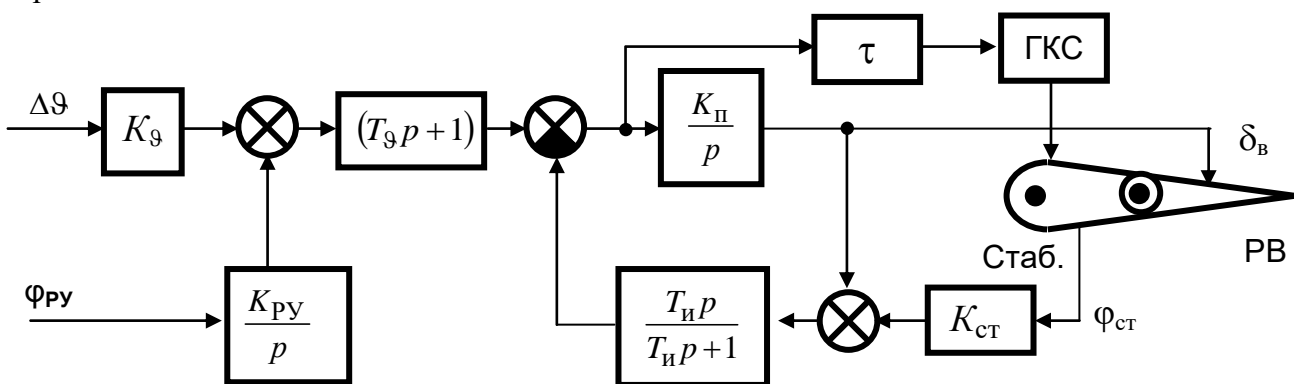 τ
ГКС
Δϑ
K_ϑ
(T_ϑ p + 1)
K_П
p
δ_в
Стаб.
РВ
φ_РУ
K_РУ
p
T_и p
T_и p + 1
K_ст
φ_ст